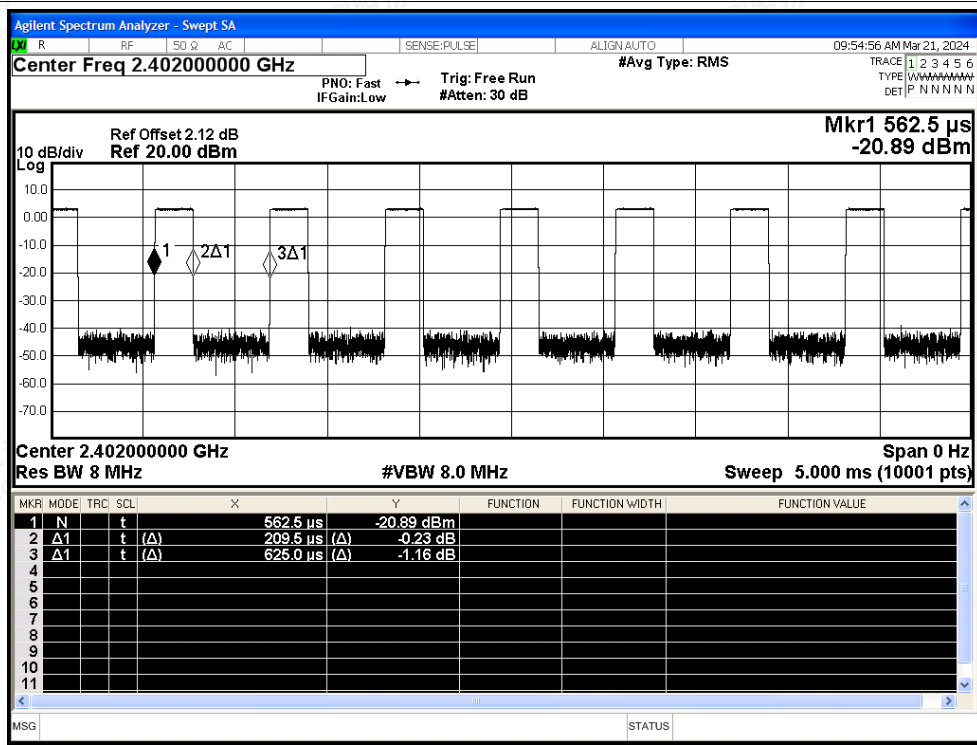 Agilent Spectrum Analyzer - Swept SA
LXI R RF 50 Ω AC SENSE:PULSE ALIGN AUTO 09:54:56 AM Mar 21, 2024
Center Freq 2.402000000 GHz
PNO: Fast
IFGain:Low
Trig: Free Run
#Atten: 30 dB
#Avg Type: RMS
TRACE 1 2 3 4 5 6
TYPE
DET P N N N N N
Ref Offset 2.12 dB
Ref 20.00 dBm
10 dB/div
Log
Mkr1 562.5 µs
-20.89 dBm
10.0
0.00
-10.0
-20.0
-30.0
-40.0
-50.0
-60.0
-70.0
1 2Δ1 3Δ1
Center 2.402000000 GHz Span 0 Hz
Res BW 8 MHz #VBW 8.0 MHz Sweep 5.000 ms (10001 pts)
MKR MODE TRC SCL X Y FUNCTION FUNCTION WIDTH FUNCTION VALUE
1 N t 562.5 µs -20.89 dBm
2 Δ1 t (Δ) 209.5 µs (Δ) -0.23 dB
3 Δ1 t (Δ) 625.0 µs (Δ) -1.16 dB
4
5
6
7
8
9
10
11
MSG STATUS